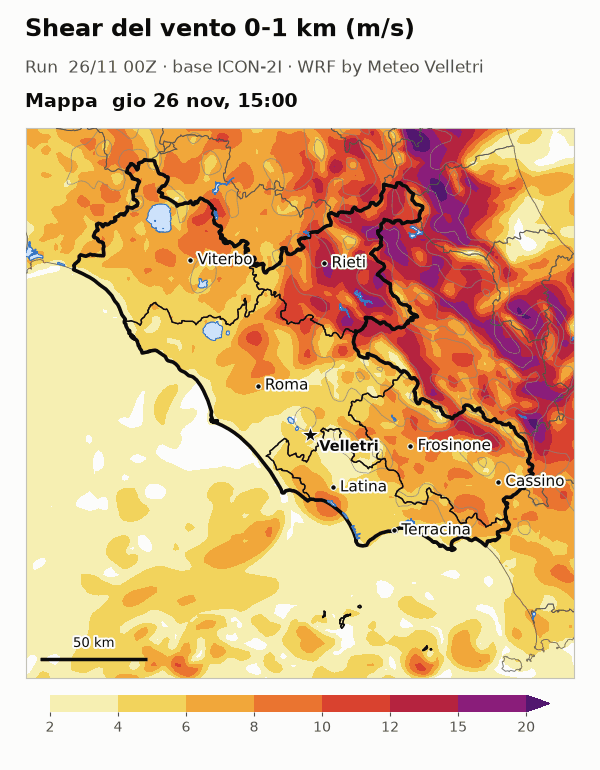 Shear del vento 0-1 km (m/s)
Run  26/11 00Z · base ICON-2I · WRF by Meteo Velletri
Mappa  gio 26 nov, 15:00
Viterbo
Rieti
Roma
Velletri
Frosinone
Latina
Cassino
Terracina
50 km
2 4 6 8 10 12 15 20